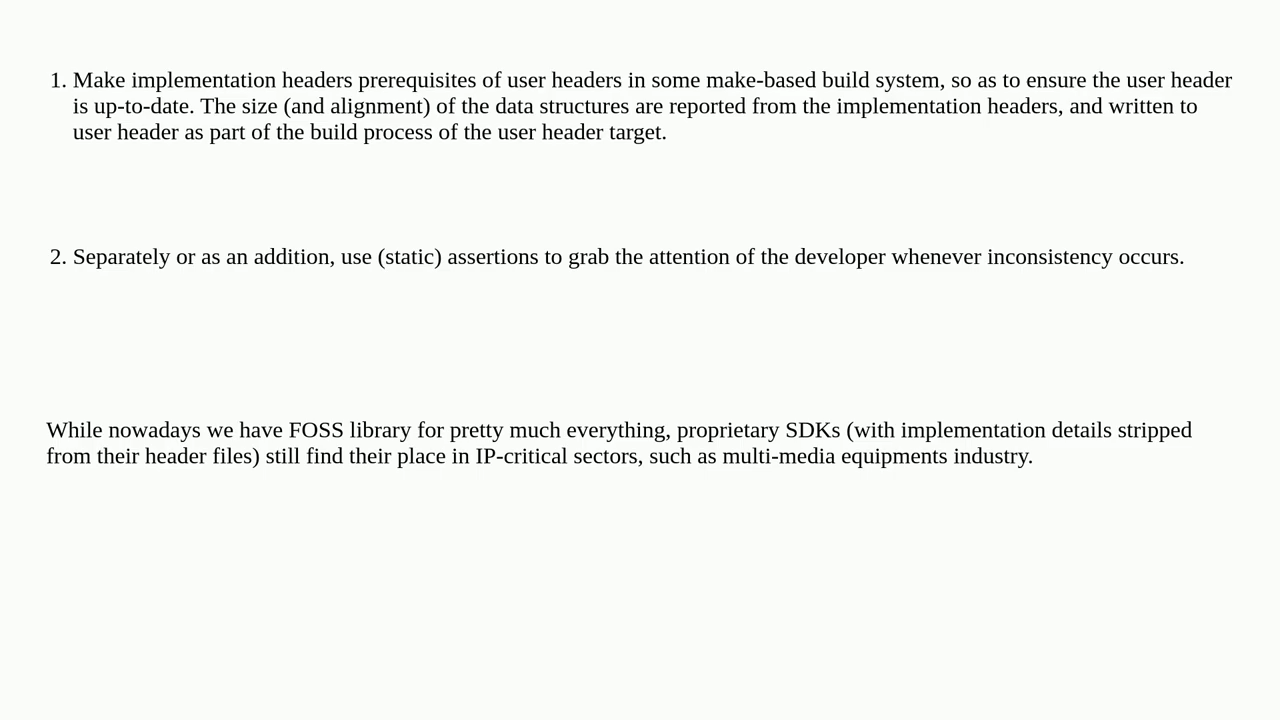 1. Make implementation headers prerequisites of user headers in some make-based build system, so as to ensure the user header
is up-to-date. The size (and alignment) of the data structures are reported from the implementation headers, and written to
user header as part of the build process of the user header target.
2. Separately or as an addition, use (static) assertions to grab the attention of the developer whenever inconsistency occurs.
While nowadays we have FOSS library for pretty much everything, proprietary SDKs (with implementation details stripped
from their header files) still find their place in IP-critical sectors, such as multi-media equipments industry.